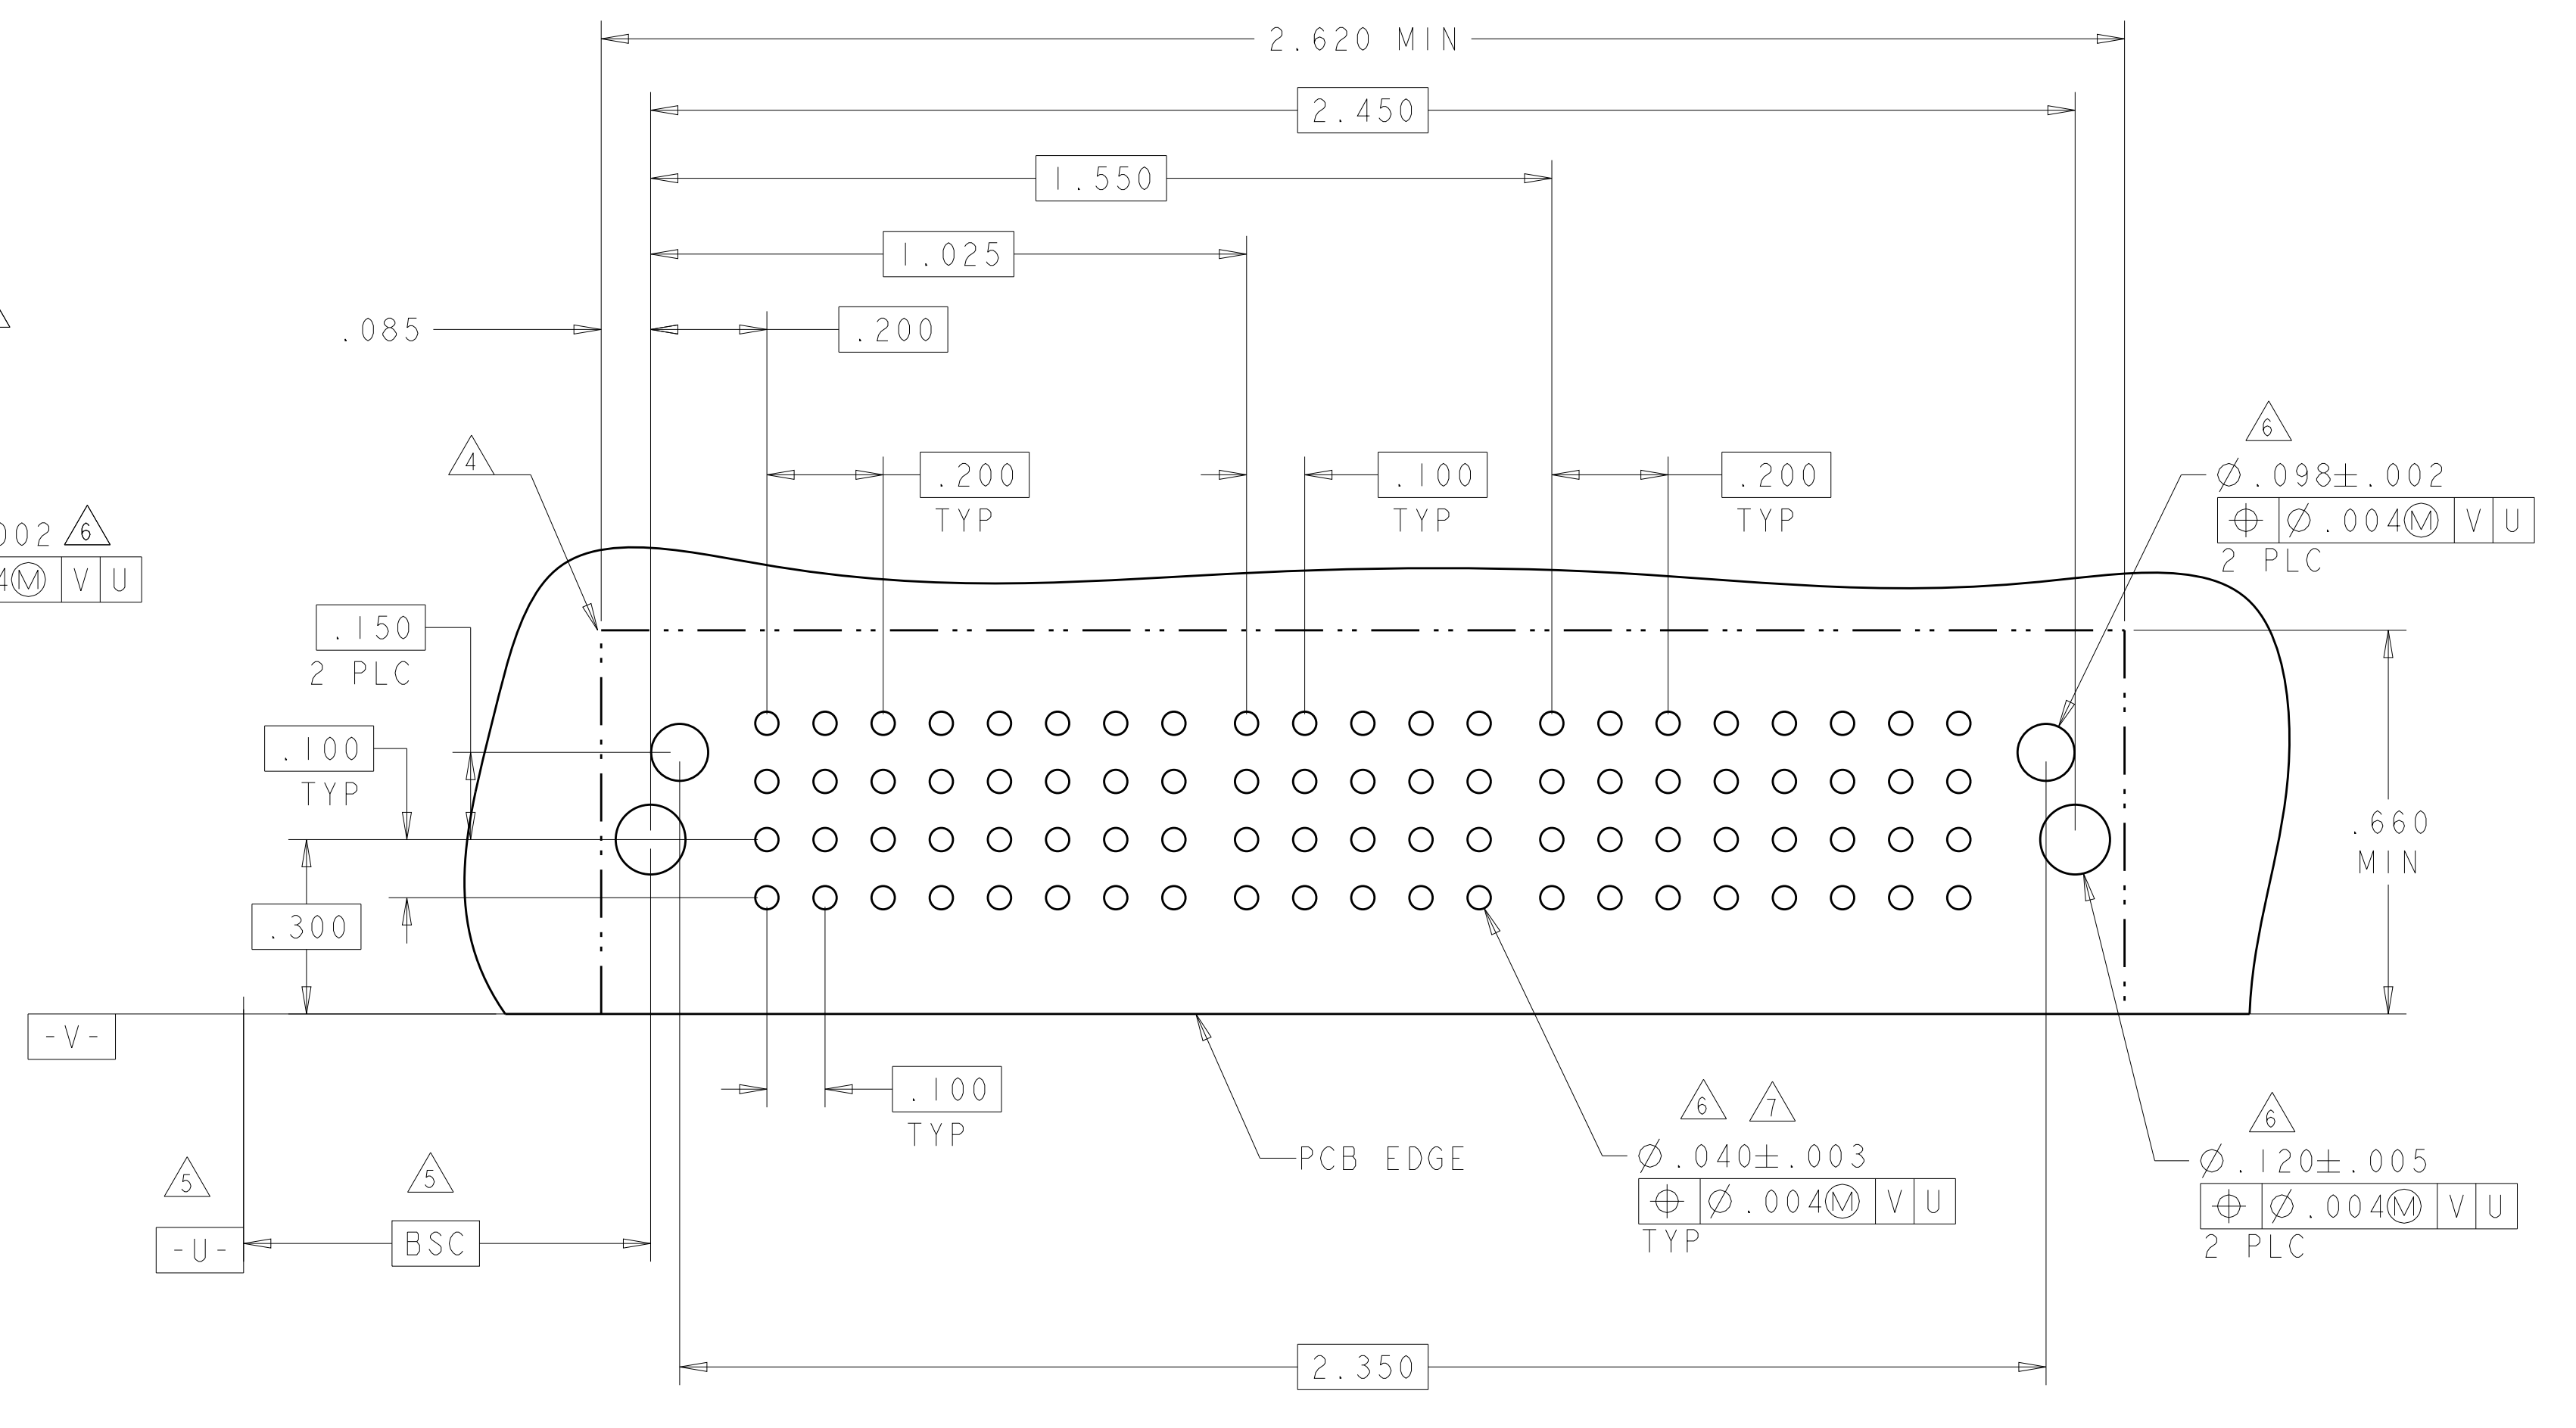 2.620 MIN
2.450
1.550
1.025
.085
.200
4
.200
TYP
.100
TYP
.200
TYP
6
Ø.098±.002
⌖ Ø.004Ⓜ V U
2 PLC
002 6
4Ⓜ V U
.150
2 PLC
.100
TYP
.660
MIN
.300
-V-
.100
TYP
PCB EDGE
6 7
Ø.040±.003
⌖ Ø.004Ⓜ V U
TYP
6
Ø.120±.005
⌖ Ø.004Ⓜ V U
2 PLC
5
5
-U-
BSC
2.350